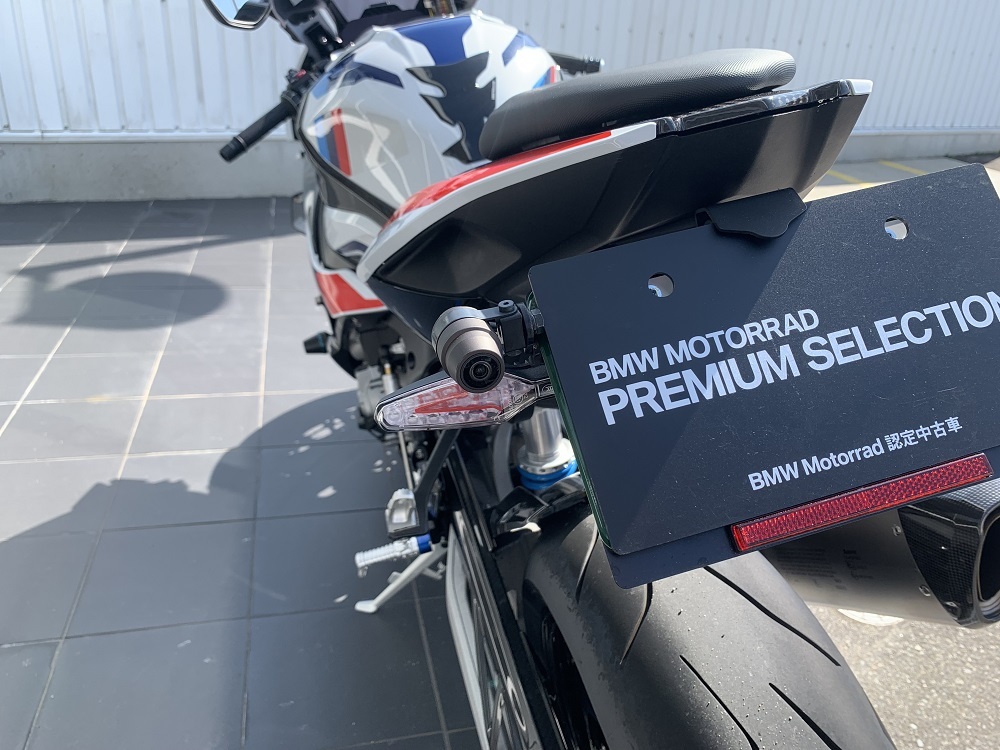 BMW MOTORRAD
PREMIUM SELECTION
BMW Motorrad 認定中古車